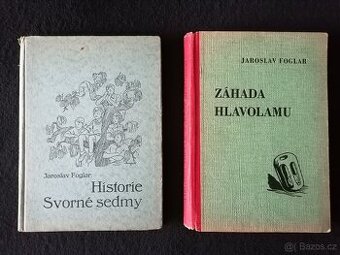 Jaroslav Foglar
Historie
Svorné sedmy
JAROSLAV FOGLAR
ZÁHADA
HLAVOLAMU
Bazoš.cz